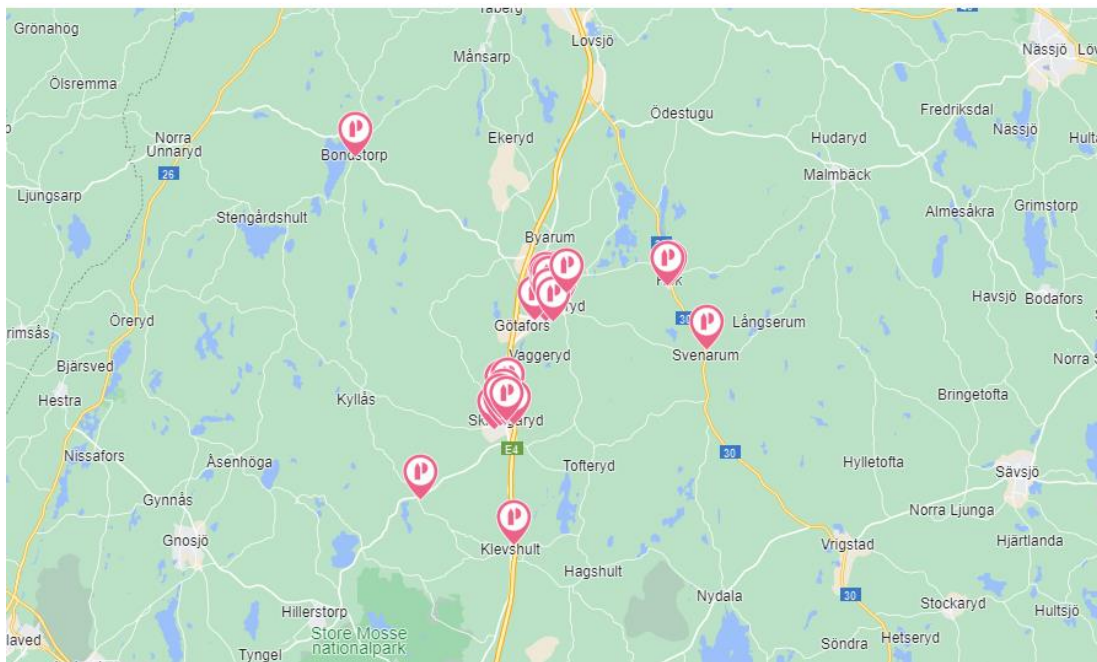 Grönahög
Taberg
Lovsjö
Nässjö
Månsarp
Ölsremma
Ödestugu
Fredriksdal
Norra
Unnaryd
Bondstorp
Ekeryd
Hudaryd
Nässjö
26
Ljungsarp
Malmbäck
Stengårdshult
Almesåkra
Grimstorp
Byarum
Havsjö
Bodafors
Öreryd
Götafors
30
Långserum
Bjärsved
Vaggeryd
Svenarum
Norra S
Hestra
Kyllås
Bringetofta
Nissafors
Åsenhöga
E4
Tofteryd
30
Hylletofta
Sävsjö
Gynnås
Norra Ljunga
Gnosjö
Klevshult
Vrigstad
Hjärtlanda
Hagshult
Nydala
30
Stockaryd
Hultsjö
Hillerstorp
Store Mosse
nationalpark
Söndra
Hetseryd
Tyngel